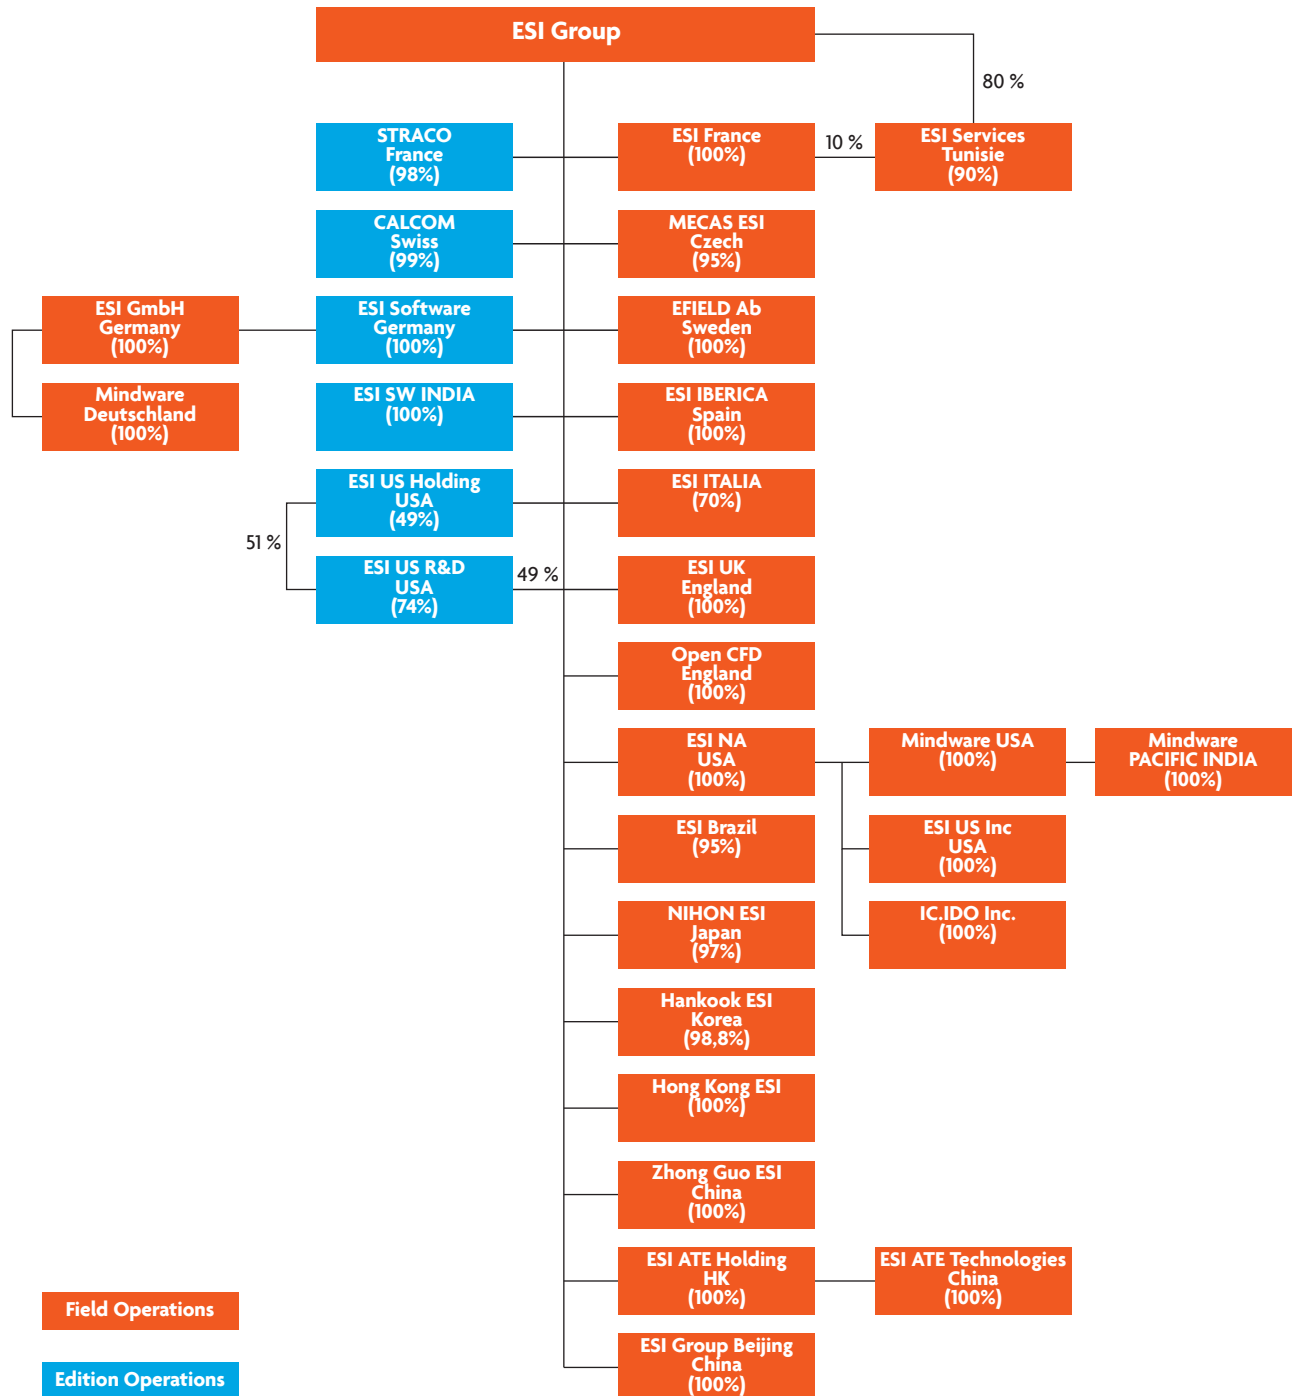 ESI Group
80 %
STRACO
France
(98%)
ESI France
(100%)
10 %
ESI Services
Tunisie
(90%)
CALCOM
Swiss
(99%)
MECAS ESI
Czech
(95%)
ESI GmbH
Germany
(100%)
ESI Software
Germany
(100%)
EFIELD Ab
Sweden
(100%)
Mindware
Deutschland
(100%)
ESI SW INDIA
(100%)
ESI IBERICA
Spain
(100%)
ESI US Holding
USA
(49%)
ESI ITALIA
(70%)
51 %
ESI US R&D
USA
(74%)
49 %
ESI UK
England
(100%)
Open CFD
England
(100%)
ESI NA
USA
(100%)
Mindware USA
(100%)
Mindware
PACIFIC INDIA
(100%)
ESI Brazil
(95%)
ESI US Inc
USA
(100%)
NIHON ESI
Japan
(97%)
IC.IDO Inc.
(100%)
Hankook ESI
Korea
(98,8%)
Hong Kong ESI
(100%)
Zhong Guo ESI
China
(100%)
ESI ATE Holding
HK
(100%)
ESI ATE Technologies
China
(100%)
Field Operations
ESI Group Beijing
China
(100%)
Edition Operations